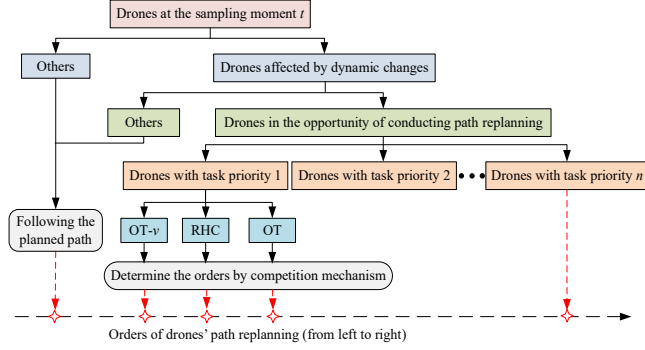 Drones at the sampling moment t
Others
Drones affected by dynamic changes
Others
Drones in the opportunity of conducting path replanning
Drones with task priority 1
Drones with task priority 2
Drones with task priority n
Following the
planned path
OT-v
RHC
OT
Determine the orders by competition mechanism
Orders of drones' path replanning (from left to right)